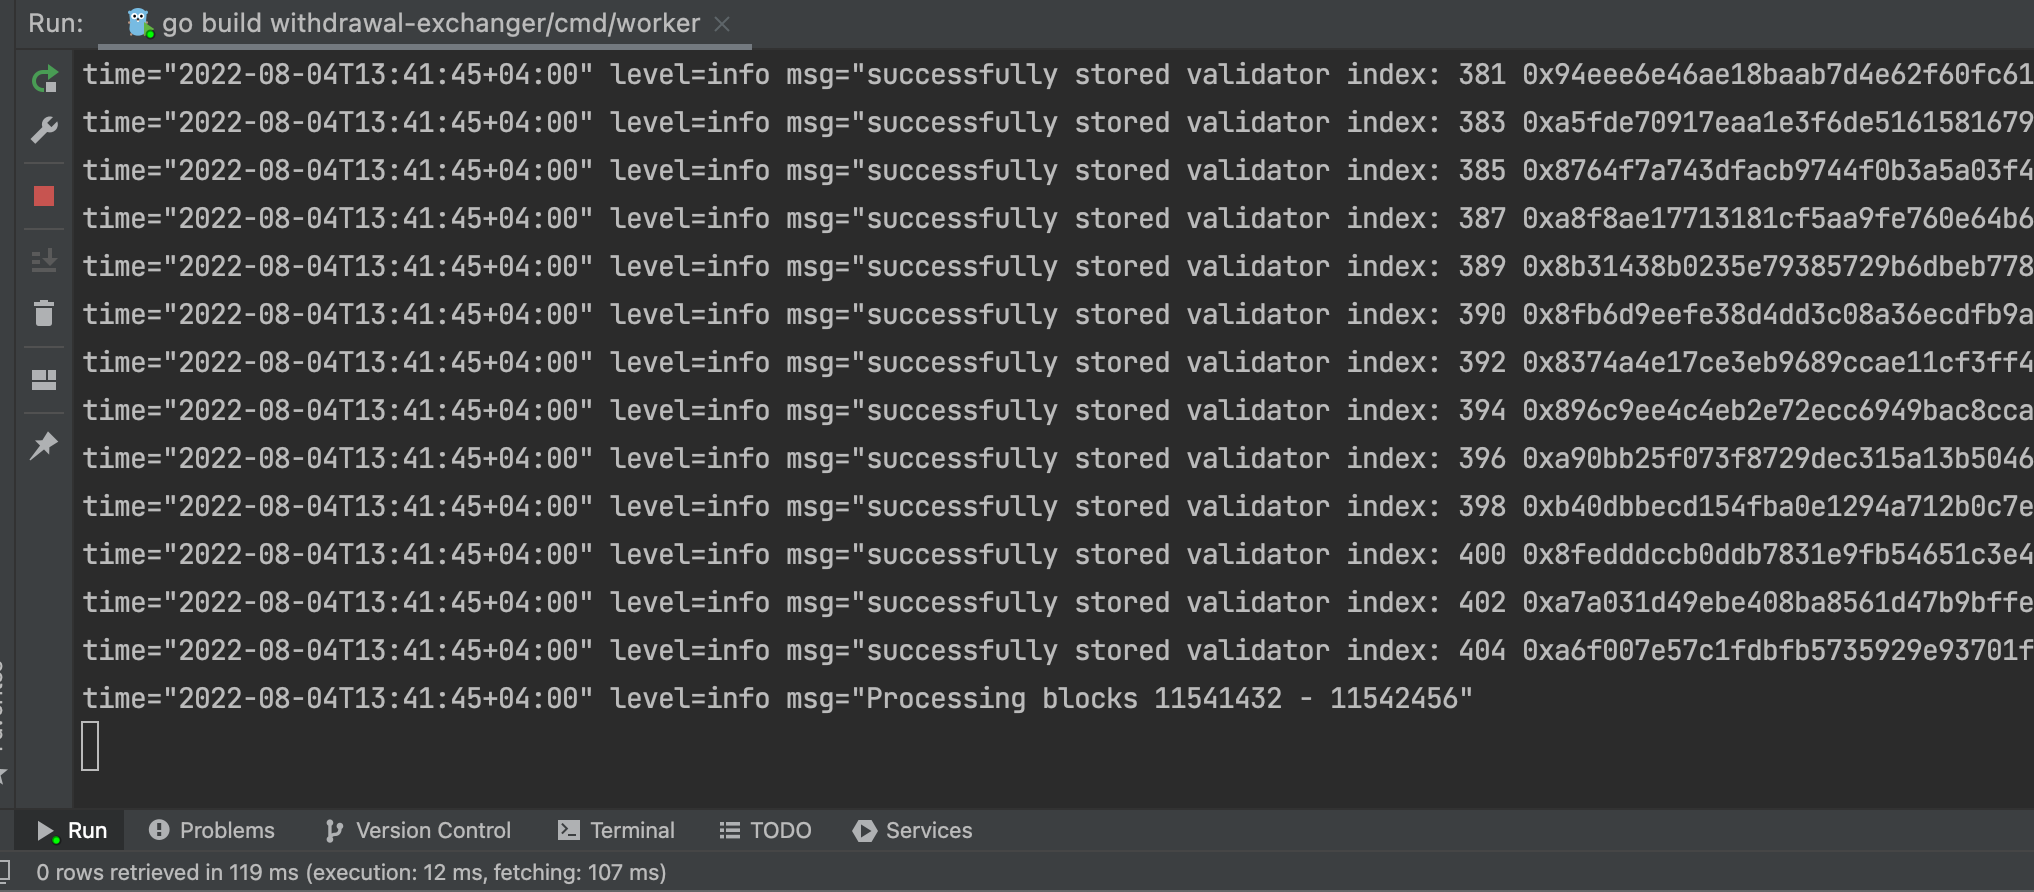 Run: go build withdrawal-exchanger/cmd/worker
time="2022-08-04T13:41:45+04:00" level=info msg="successfully stored validator index: 381 0x94eee6e46ae18baab7d4e62f60fc61
time="2022-08-04T13:41:45+04:00" level=info msg="successfully stored validator index: 383 0xa5fde70917eaa1e3f6de5161581679
time="2022-08-04T13:41:45+04:00" level=info msg="successfully stored validator index: 385 0x8764f7a743dfacb9744f0b3a5a03f4
time="2022-08-04T13:41:45+04:00" level=info msg="successfully stored validator index: 387 0xa8f8ae17713181cf5aa9fe760e64b6
time="2022-08-04T13:41:45+04:00" level=info msg="successfully stored validator index: 389 0x8b31438b0235e79385729b6dbeb778
time="2022-08-04T13:41:45+04:00" level=info msg="successfully stored validator index: 390 0x8fb6d9eefe38d4dd3c08a36ecdfb9a
time="2022-08-04T13:41:45+04:00" level=info msg="successfully stored validator index: 392 0x8374a4e17ce3eb9689ccae11cf3ff4
time="2022-08-04T13:41:45+04:00" level=info msg="successfully stored validator index: 394 0x896c9ee4c4eb2e72ecc6949bac8cca
time="2022-08-04T13:41:45+04:00" level=info msg="successfully stored validator index: 396 0xa90bb25f073f8729dec315a13b5046
time="2022-08-04T13:41:45+04:00" level=info msg="successfully stored validator index: 398 0xb40dbbecd154fba0e1294a712b0c7e
time="2022-08-04T13:41:45+04:00" level=info msg="successfully stored validator index: 400 0x8fedddccb0ddb7831e9fb54651c3e4
time="2022-08-04T13:41:45+04:00" level=info msg="successfully stored validator index: 402 0xa7a031d49ebe408ba8561d47b9bffe
time="2022-08-04T13:41:45+04:00" level=info msg="successfully stored validator index: 404 0xa6f007e57c1fdbfb5735929e93701f
time="2022-08-04T13:41:45+04:00" level=info msg="Processing blocks 11541432 - 11542456"
Run Problems Version Control Terminal TODO Services
0 rows retrieved in 119 ms (execution: 12 ms, fetching: 107 ms)